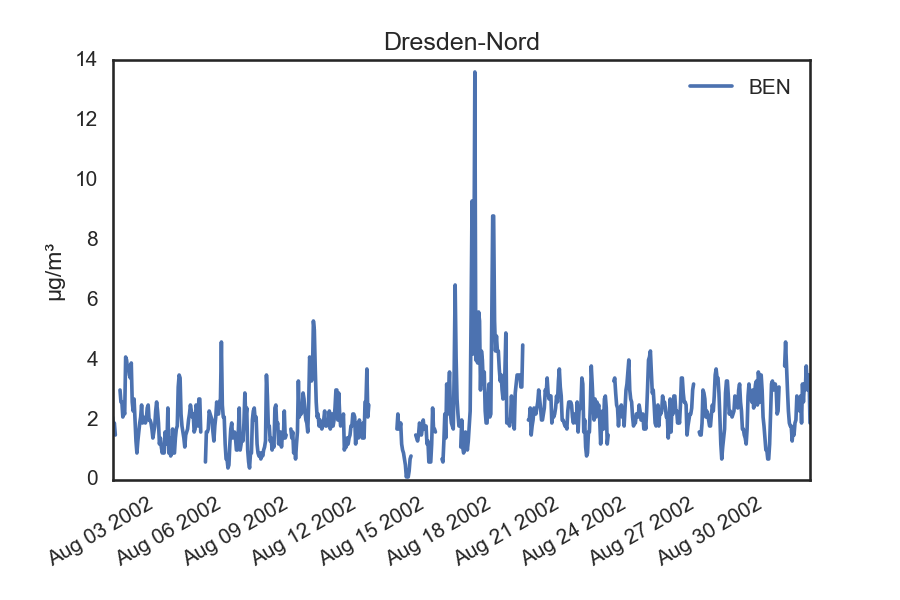 Dresden-Nord
14
12
10
8
6
4
2
0
µg/m³
BEN
Aug 03 2002
Aug 06 2002
Aug 09 2002
Aug 12 2002
Aug 15 2002
Aug 18 2002
Aug 21 2002
Aug 24 2002
Aug 27 2002
Aug 30 2002